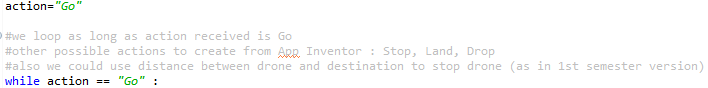 action="Go"
#we loop as long as action received is Go
#other possible actions to create from App Inventor : Stop, Land, Drop
#also we could use distance between drone and destination to stop drone (as in 1st semester version)
while action == "Go" :